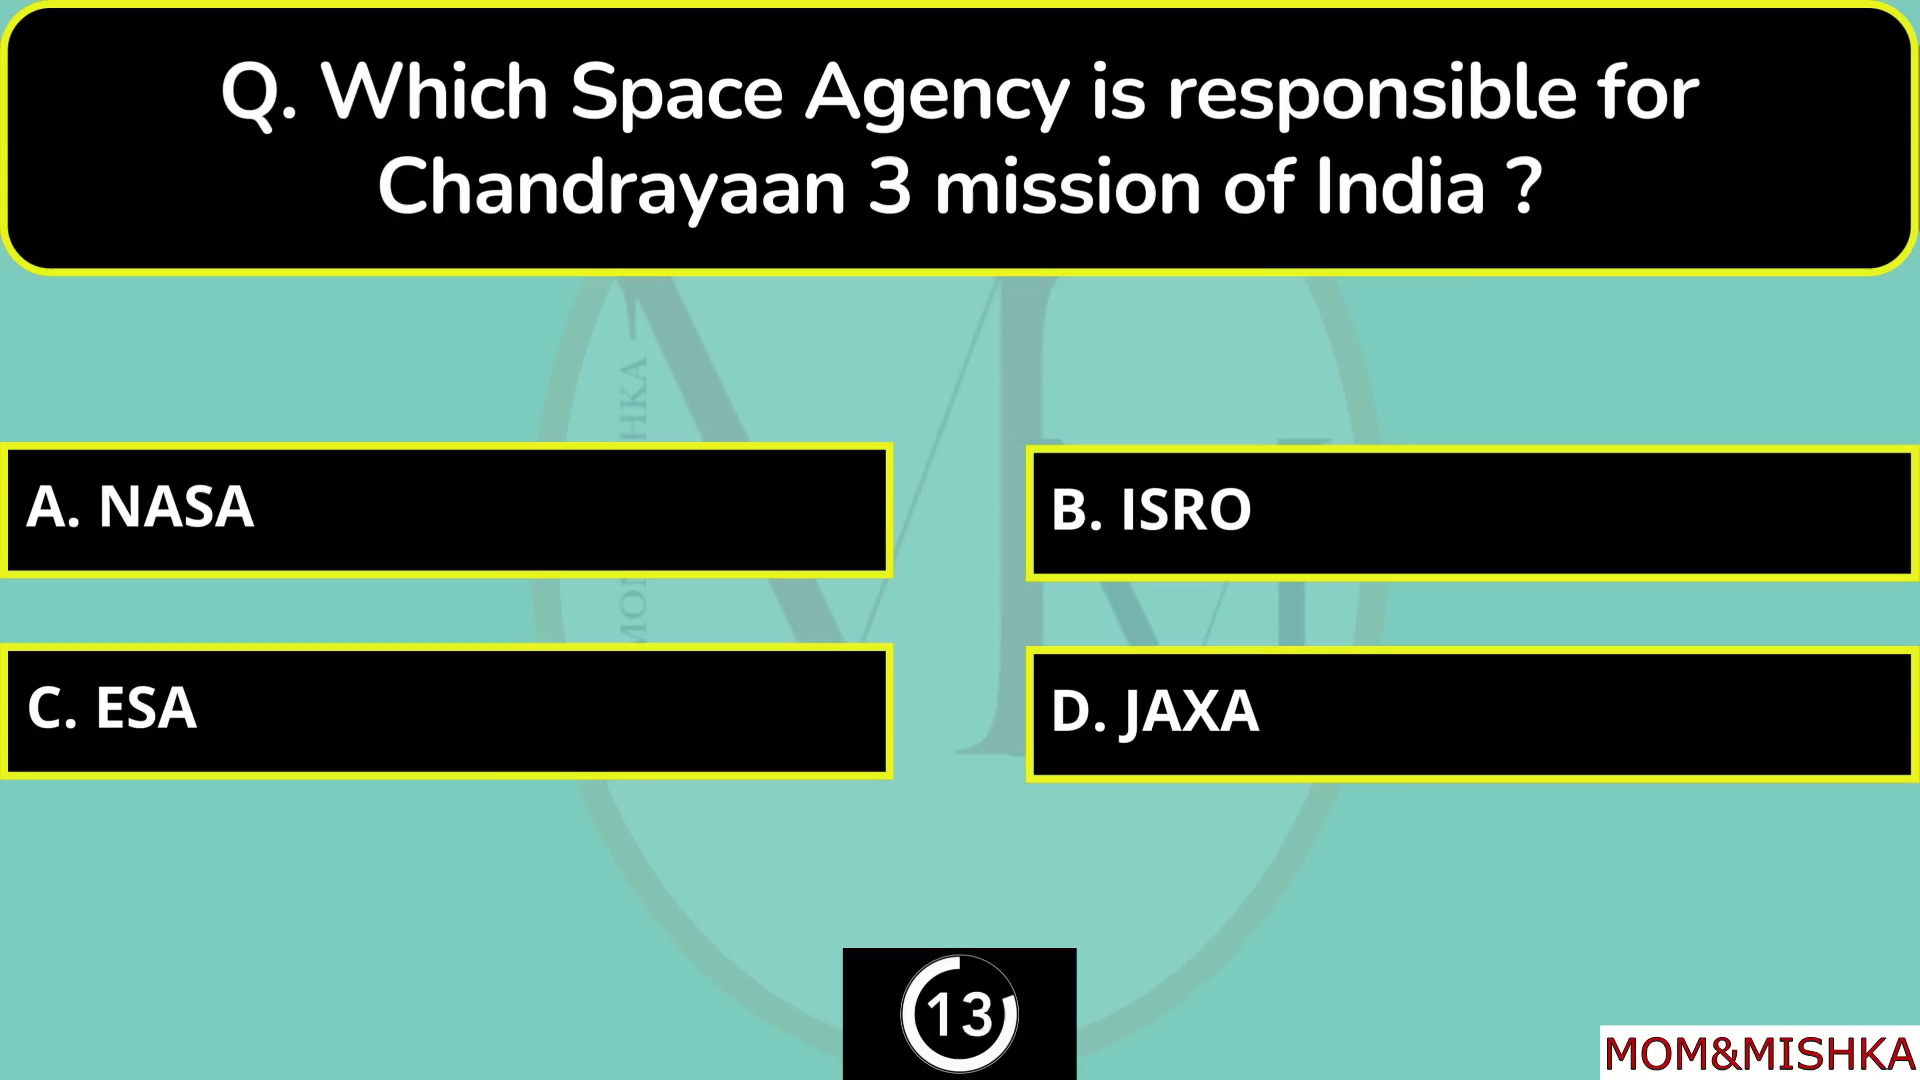 Q. Which Space Agency is responsible for
Chandrayaan 3 mission of India ?
A. NASA
B. ISRO
C. ESA
D. JAXA
13
MOM&MISHKA